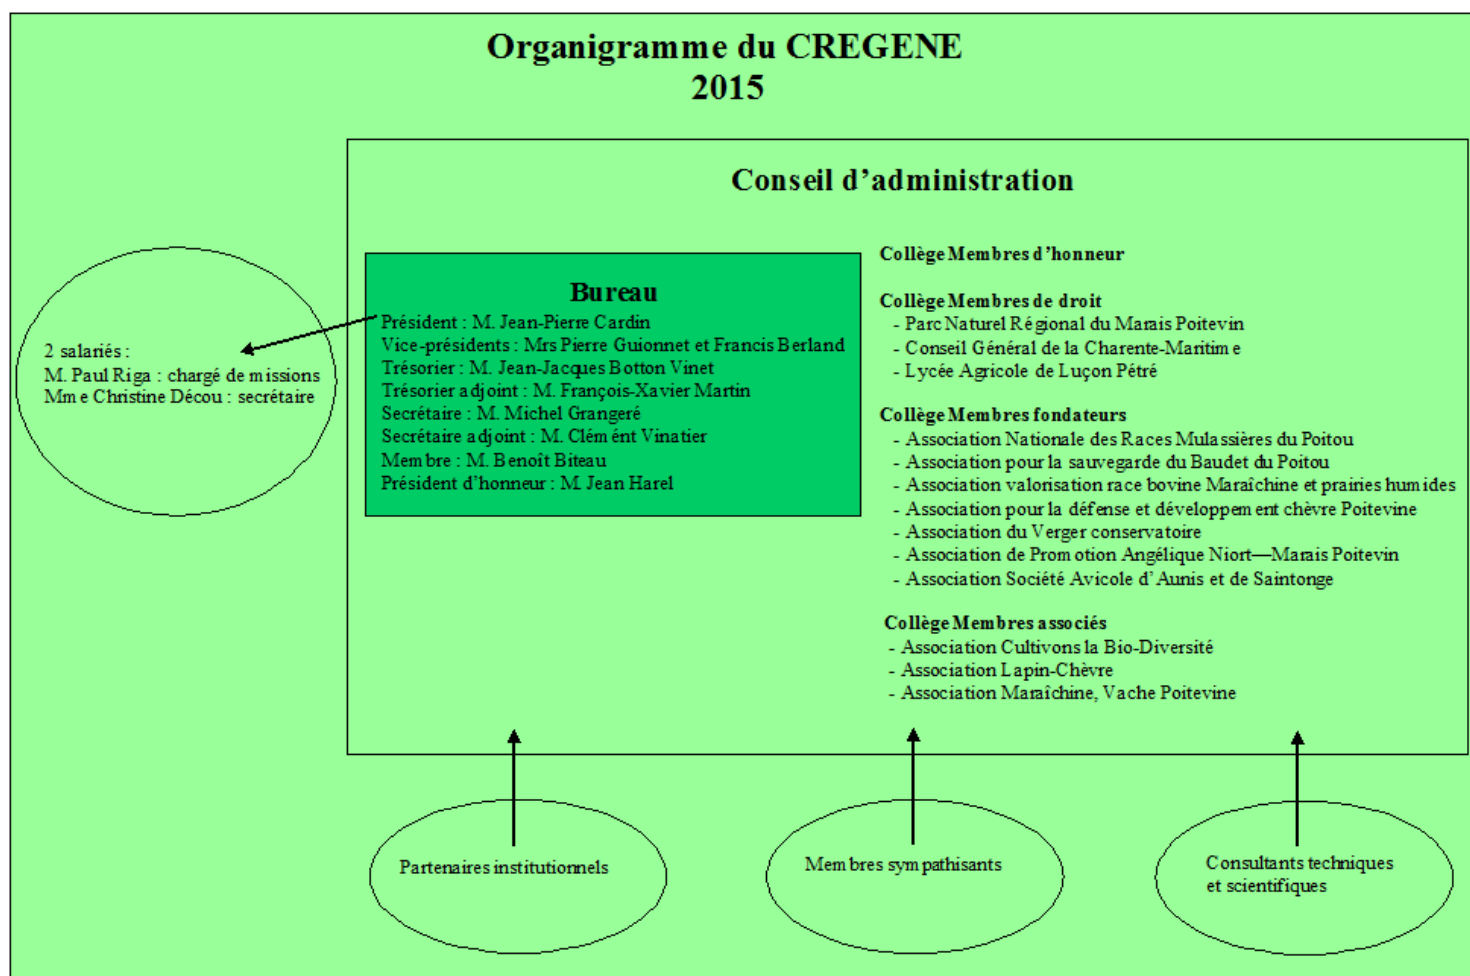 Organigramme du CREGENE
2015
Conseil d’administration
2 salariés :
M. Paul Riga : chargé de missions
Mme Christine Décou : secrétaire
Bureau
Président : M. Jean-Pierre Cardin
Vice-présidents : Mrs Pierre Guionnet et Francis Berland
Trésorier : M. Jean-Jacques Botton Vinet
Trésorier adjoint : M. François-Xavier Martin
Secrétaire : M. Michel Grangeré
Secrétaire adjoint : M. Clémént Vinatier
Membre : M. Benoît Biteau
Président d’honneur : M. Jean Harel
Collège Membres d’honneur
Collège Membres de droit
- Parc Naturel Régional du Marais Poitevin
- Conseil Général de la Charente-Maritime
- Lycée Agricole de Luçon Pétré
Collège Membres fondateurs
- Association Nationale des Races Mulassières du Poitou
- Association pour la sauvegarde du Baudet du Poitou
- Association valorisation race bovine Maraîchine et prairies humides
- Association pour la défense et développement chèvre Poitevine
- Association du Verger conservatoire
- Association de Promotion Angélique Niort—Marais Poitevin
- Association Société Avicole d’Aunis et de Saintonge
Collège Membres associés
- Association Cultivons la Bio-Diversité
- Association Lapin-Chèvre
- Association Maraîchine, Vache Poitevine
Partenaires institutionnels
Membres sympathisants
Consultants techniques
et scientifiques